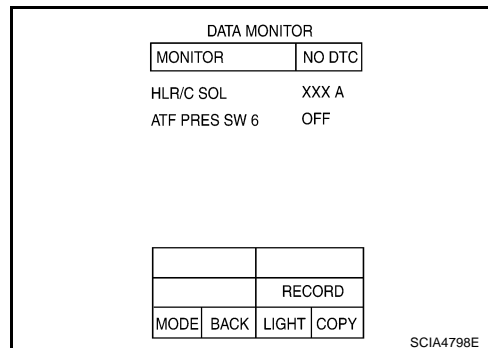 DATA MONITOR
MONITOR NO DTC
HLR/C SOL XXX A
ATF PRES SW 6 OFF
RECORD
MODE BACK LIGHT COPY
SCIA4798E